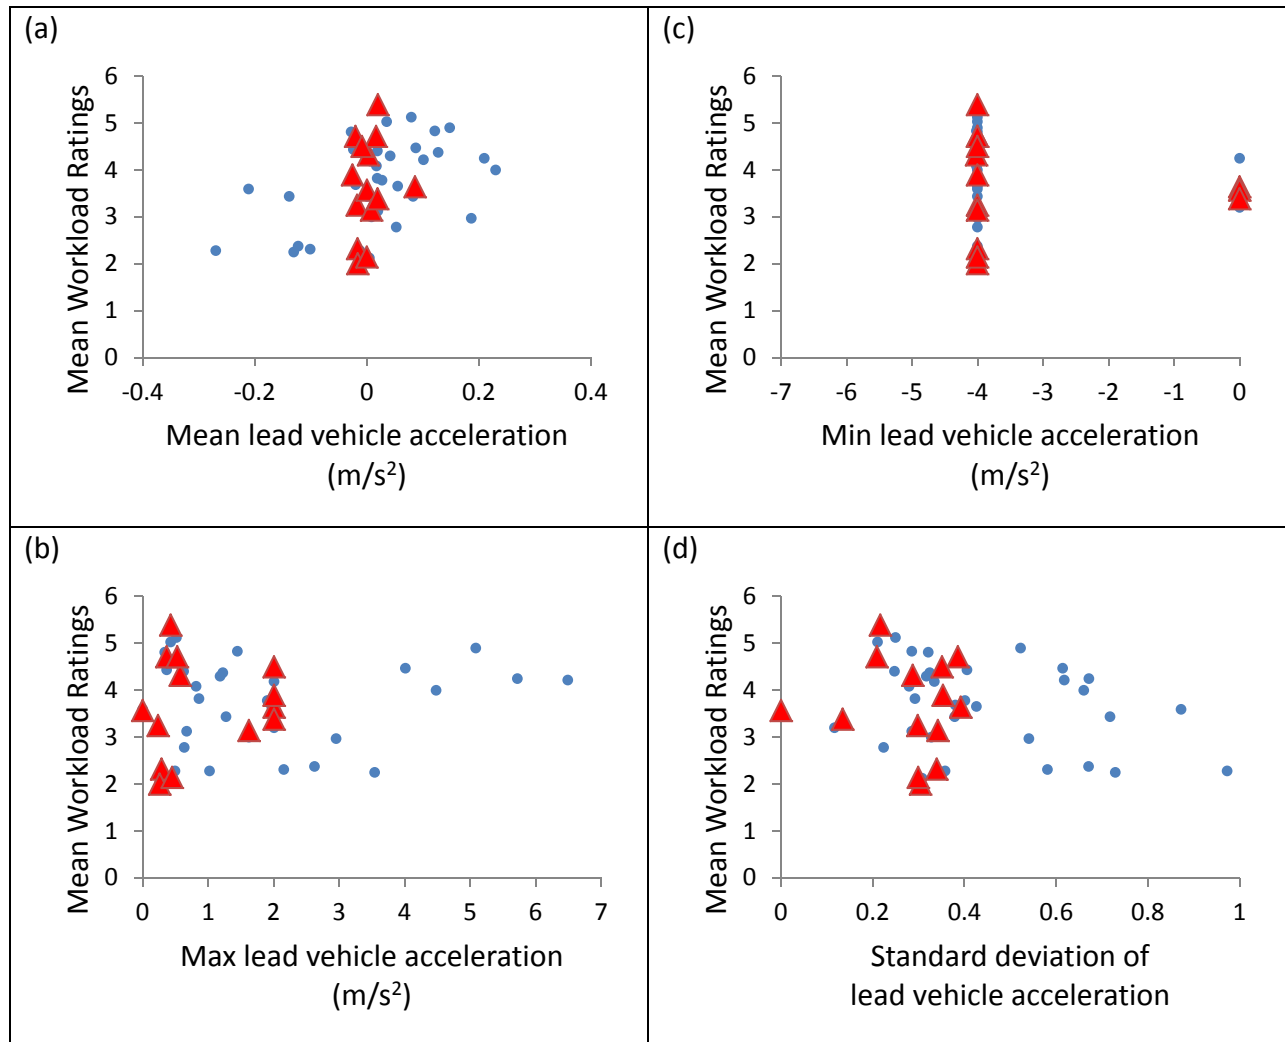 (a)
Mean Workload Ratings
6
5
4
3
2
1
0
-0.4 -0.2 0 0.2 0.4
Mean lead vehicle acceleration
(m/s²)
(c)
Mean Workload Ratings
6
5
4
3
2
1
0
-7 -6 -5 -4 -3 -2 -1 0
Min lead vehicle acceleration
(m/s²)
(b)
Mean Workload Ratings
6
5
4
3
2
1
0
0 1 2 3 4 5 6 7
Max lead vehicle acceleration
(m/s²)
(d)
Mean Workload Ratings
6
5
4
3
2
1
0
0 0.2 0.4 0.6 0.8 1
Standard deviation of
lead vehicle acceleration